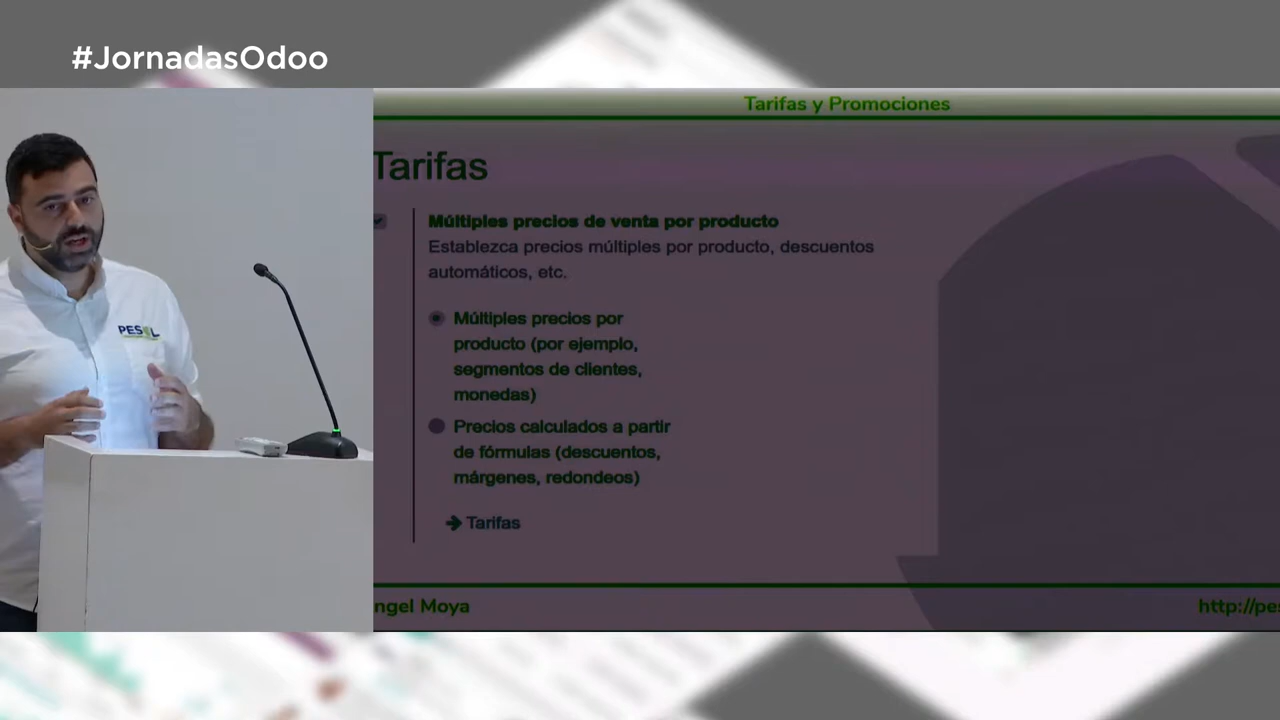 #JornadasOdoo
Tarifas y Promociones
Tarifas
Múltiples precios de venta por producto
Establezca precios múltiples por producto, descuentos
automáticos, etc.
Múltiples precios por
producto (por ejemplo,
segmentos de clientes,
monedas)
Precios calculados a partir
de fórmulas (descuentos,
márgenes, redondeos)
Tarifas
PESOL
ngel Moya
http://pes